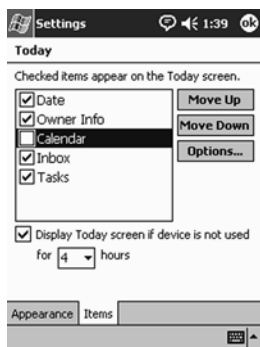 Settings 1:39 ok
Today
Checked items appear on the Today screen.
Date
Owner Info
Calendar
Inbox
Tasks
Move Up
Move Down
Options...
Display Today screen if device is not used
for 4 hours
Appearance Items